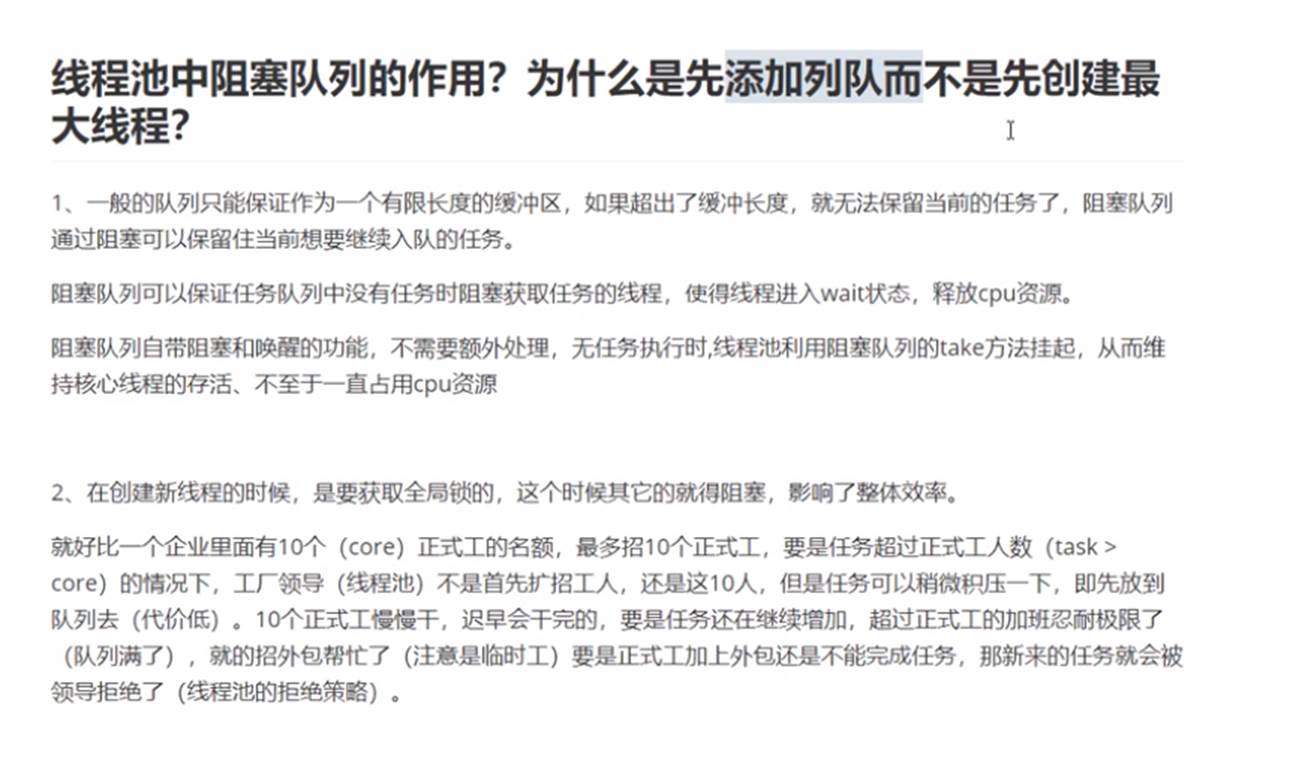 线程池中阻塞队列的作用？为什么是先添加列队而不是先创建最
大线程？
1、一般的队列只能保证作为一个有限长度的缓冲区，如果超出了缓冲长度，就无法保留当前的任务了，阻塞队列
通过阻塞可以保留住当前想要继续入队的任务。
阻塞队列可以保证任务队列中没有任务时阻塞获取任务的线程，使得线程进入wait状态，释放cpu资源。
阻塞队列自带阻塞和唤醒的功能，不需要额外处理，无任务执行时,线程池利用阻塞队列的take方法挂起，从而维
持核心线程的存活、不至于一直占用cpu资源
2、在创建新线程的时候，是要获取全局锁的，这个时候其它的就得阻塞，影响了整体效率。
就好比一个企业里面有10个（core）正式工的名额，最多招10个正式工，要是任务超过正式工人数（task >
core）的情况下，工厂领导（线程池）不是首先扩招工人，还是这10人，但是任务可以稍微积压一下，即先放到
队列去（代价低）。10个正式工慢慢干，迟早会干完的，要是任务还在继续增加，超过正式工的加班忍耐极限了
（队列满了），就的招外包帮忙了（注意是临时工）要是正式工加上外包还是不能完成任务，那新来的任务就会被
领导拒绝了（线程池的拒绝策略）。